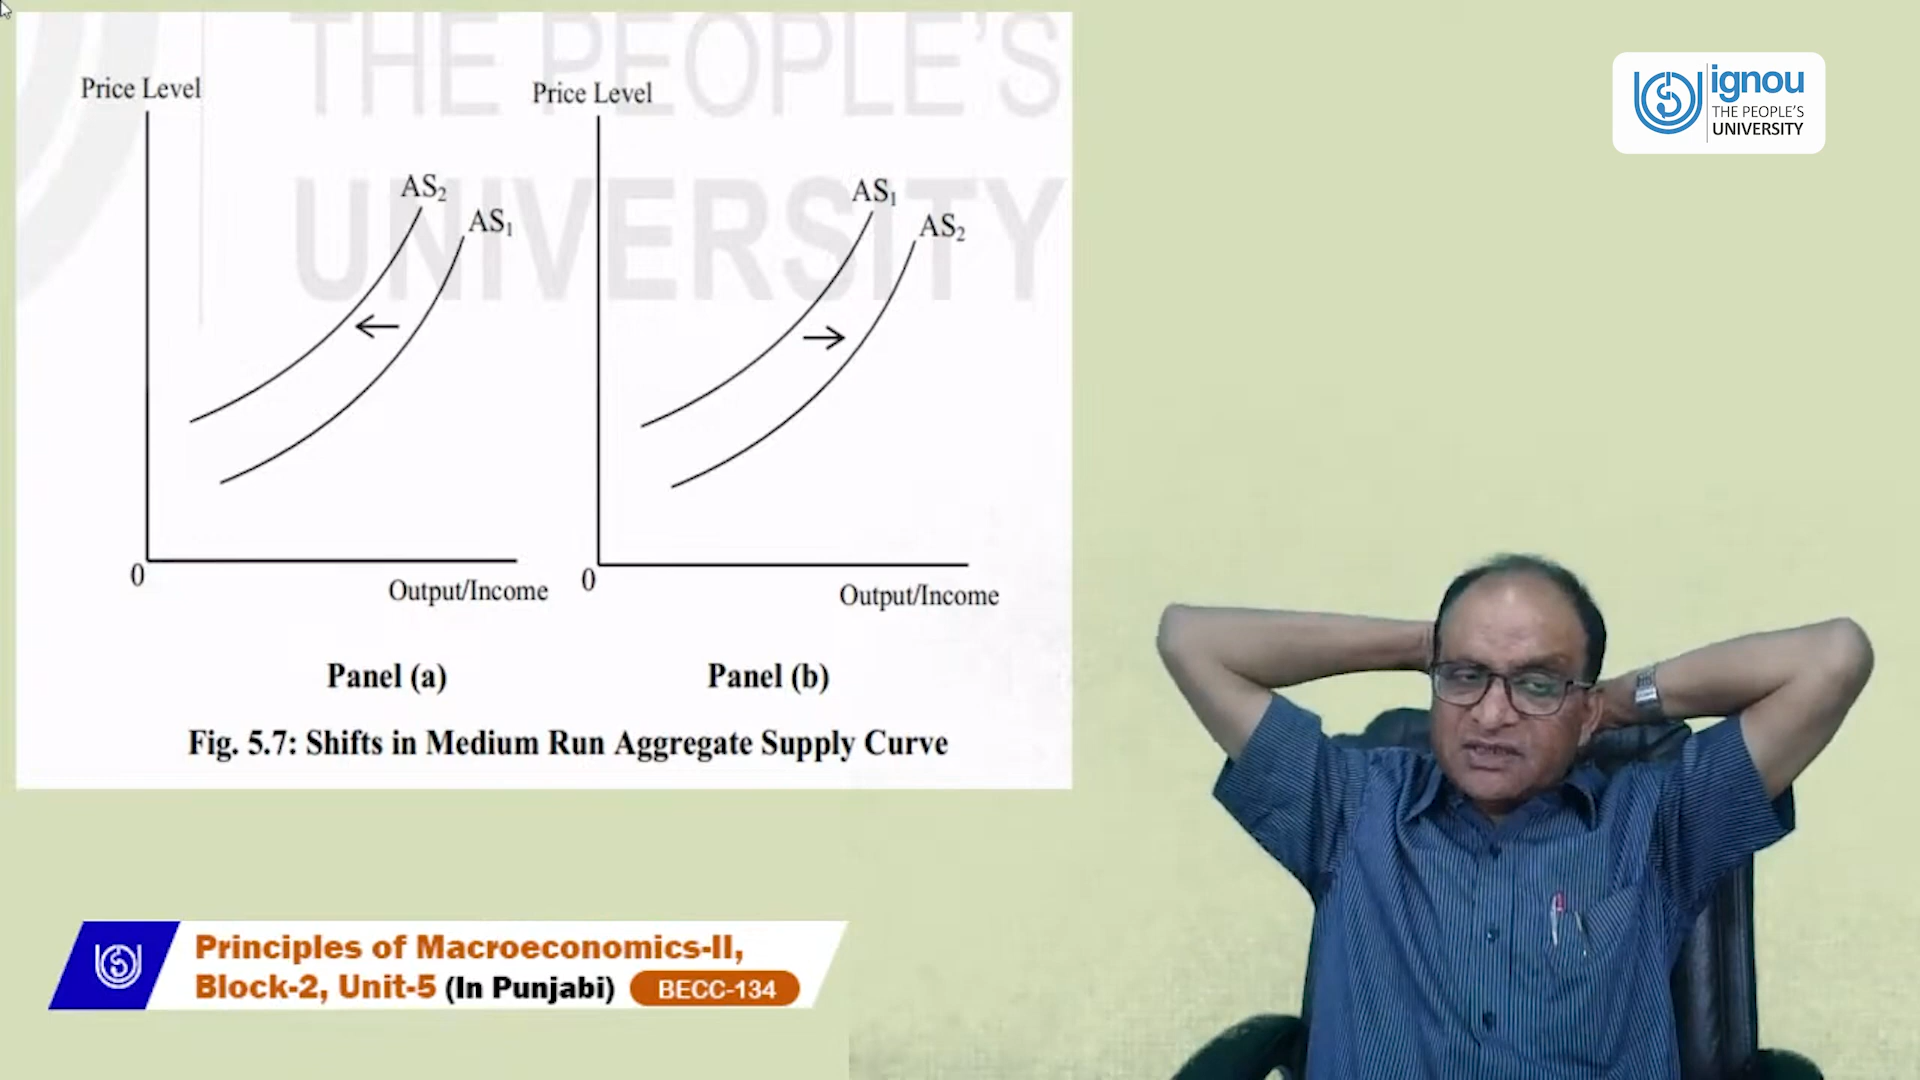 THE PEOPLE'S
UNIVERSITY
Price Level
Price Level
AS₂
AS₁
AS₁
AS₂
0
Output/Income
0
Output/Income
Panel (a)
Panel (b)
Fig. 5.7: Shifts in Medium Run Aggregate Supply Curve
ignou
THE PEOPLE'S
UNIVERSITY
Principles of Macroeconomics-II,
Block-2, Unit-5 (In Punjabi) BECC-134